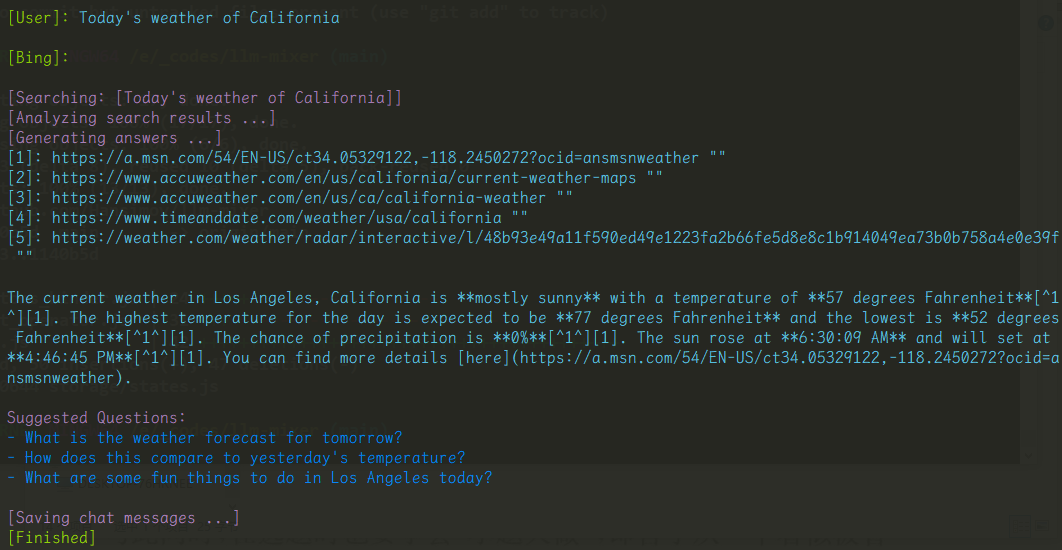 [User]: Today's weather of California
[Bing]:
[Searching: [Today's weather of California]]
[Analyzing search results ...]
[Generating answers ...]
[1]: https://a.msn.com/54/EN-US/ct34.05329122,-118.2450272?ocid=ansmsnweather ""
[2]: https://www.accuweather.com/en/us/california/current-weather-maps ""
[3]: https://www.accuweather.com/en/us/ca/california-weather ""
[4]: https://www.timeanddate.com/weather/usa/california ""
[5]: https://weather.com/weather/radar/interactive/l/48b93e49a11f590ed49e1223fa2b66fe5d8e8c1b914049ea73b0b758a4e0e39f
""
The current weather in Los Angeles, California is **mostly sunny** with a temperature of **57 degrees Fahrenheit**[^1
^][1]. The highest temperature for the day is expected to be **77 degrees Fahrenheit** and the lowest is **52 degrees
Fahrenheit**[^1^][1]. The chance of precipitation is **0%**[^1^][1]. The sun rose at **6:30:09 AM** and will set at
**4:46:45 PM**[^1^][1]. You can find more details [here](https://a.msn.com/54/EN-US/ct34.05329122,-118.2450272?ocid=a
nsmsnweather).
Suggested Questions:
- What is the weather forecast for tomorrow?
- How does this compare to yesterday's temperature?
- What are some fun things to do in Los Angeles today?
[Saving chat messages ...]
[Finished]